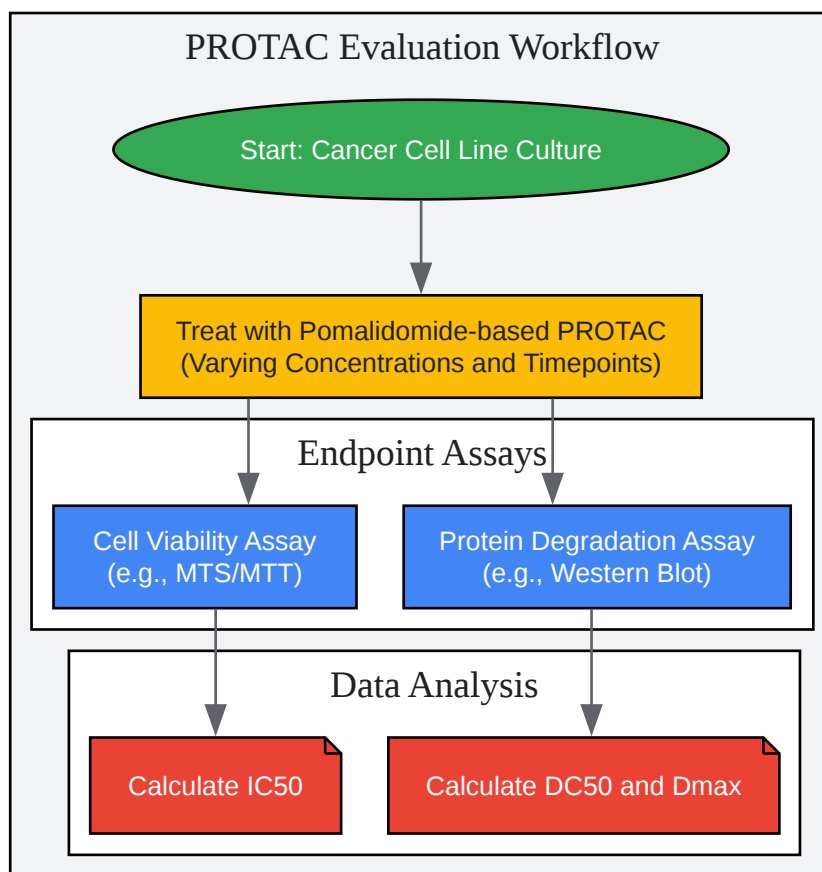 PROTAC Evaluation Workflow
Start: Cancer Cell Line Culture
Treat with Pomalidomide-based PROTAC
(Varying Concentrations and Timepoints)
Endpoint Assays
Cell Viability Assay
(e.g., MTS/MTT)
Protein Degradation Assay
(e.g., Western Blot)
Data Analysis
Calculate IC50
Calculate DC50 and Dmax